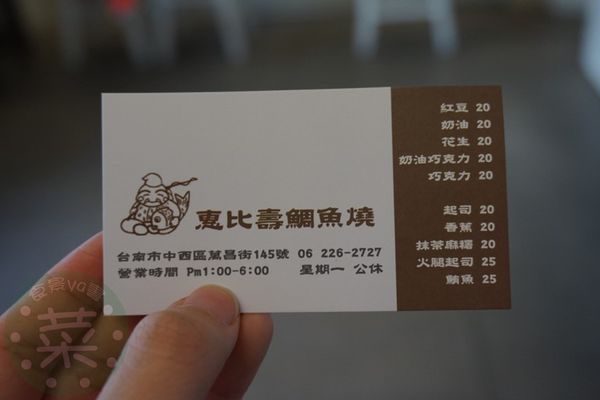 惠比壽鯛魚燒
台南市中西區萬昌街145號 06 226-2727
營業時間 Pm1:00-6:00 星期一 公休
紅豆 20
奶油 20
花生 20
奶油巧克力 20
巧克力 20
起司 20
香蕉 20
抹茶麻糬 20
火腿起司 25
鮪魚 25
菜